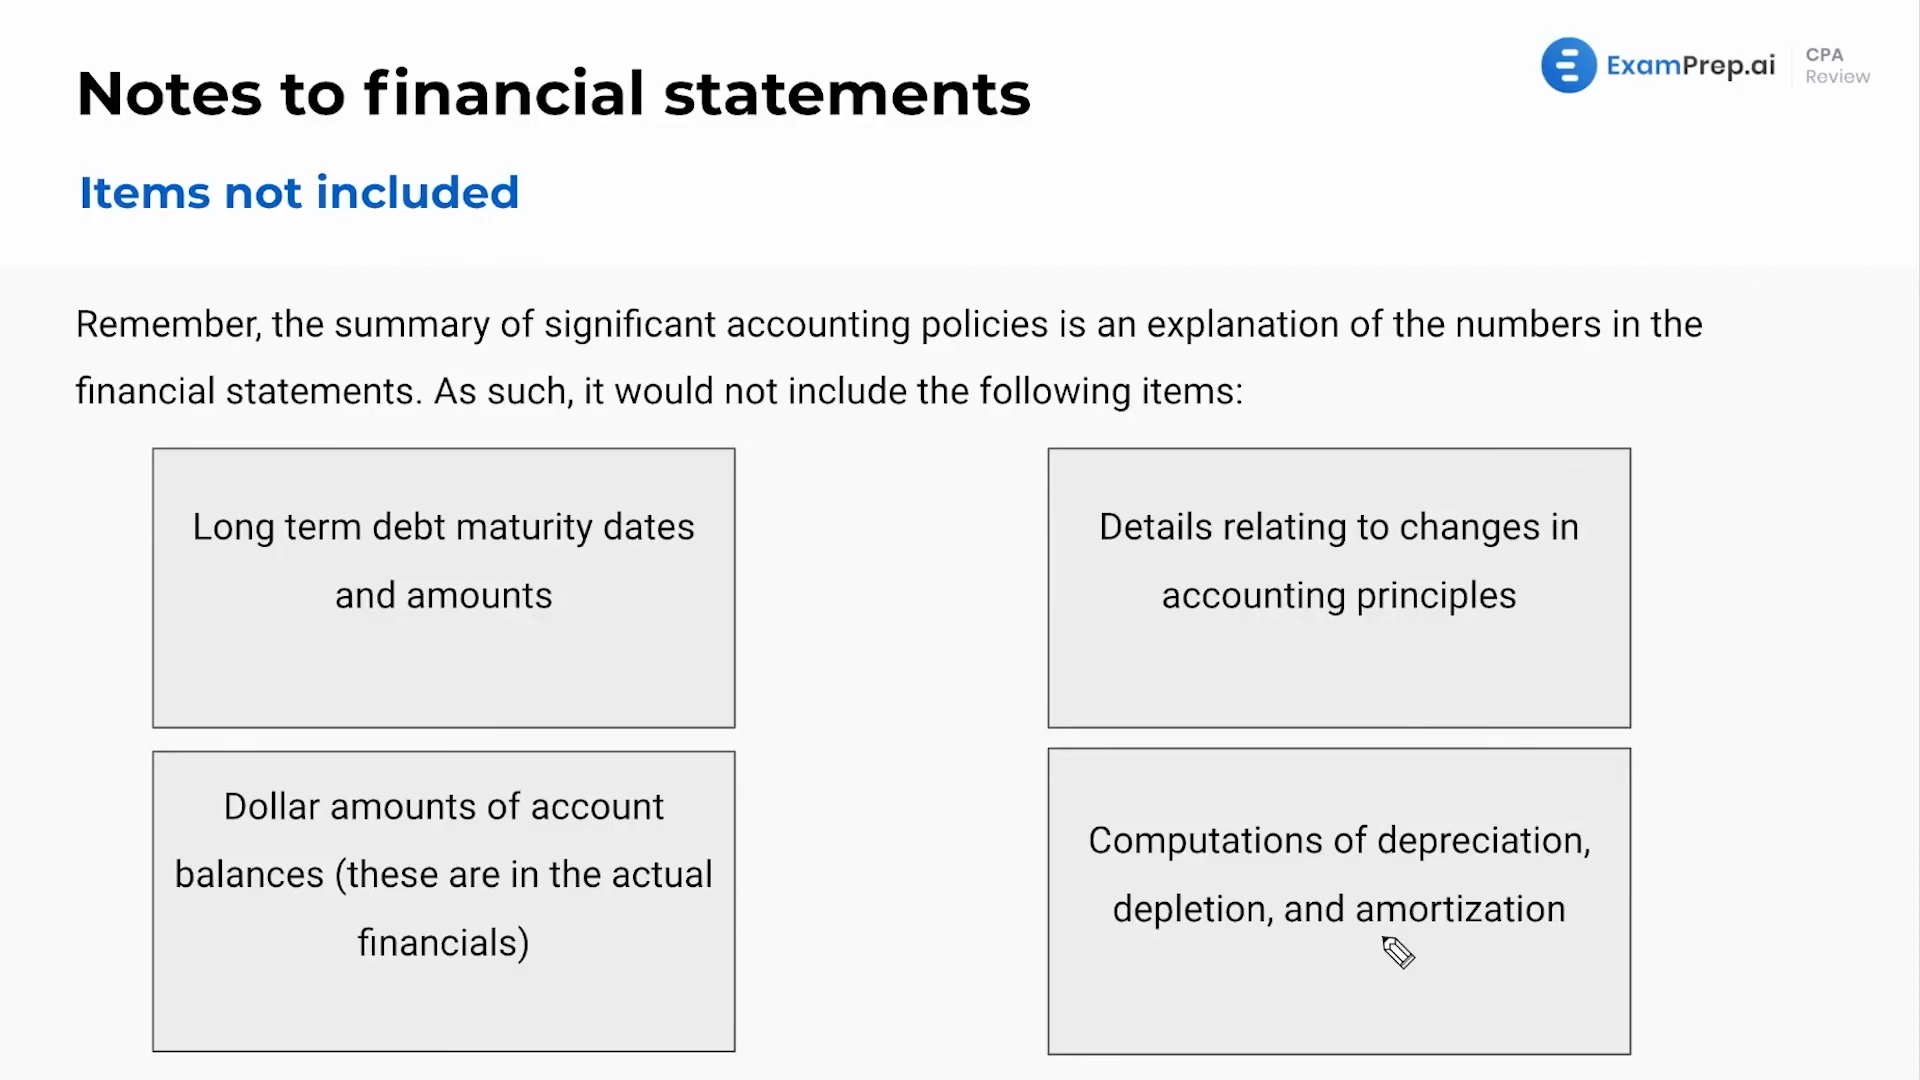 Notes to financial statements
ExamPrep.ai
CPA
Review
Items not included
Remember, the summary of significant accounting policies is an explanation of the numbers in the
financial statements. As such, it would not include the following items:
Long term debt maturity dates
and amounts
Details relating to changes in
accounting principles
Dollar amounts of account
balances (these are in the actual
financials)
Computations of depreciation,
depletion, and amortization